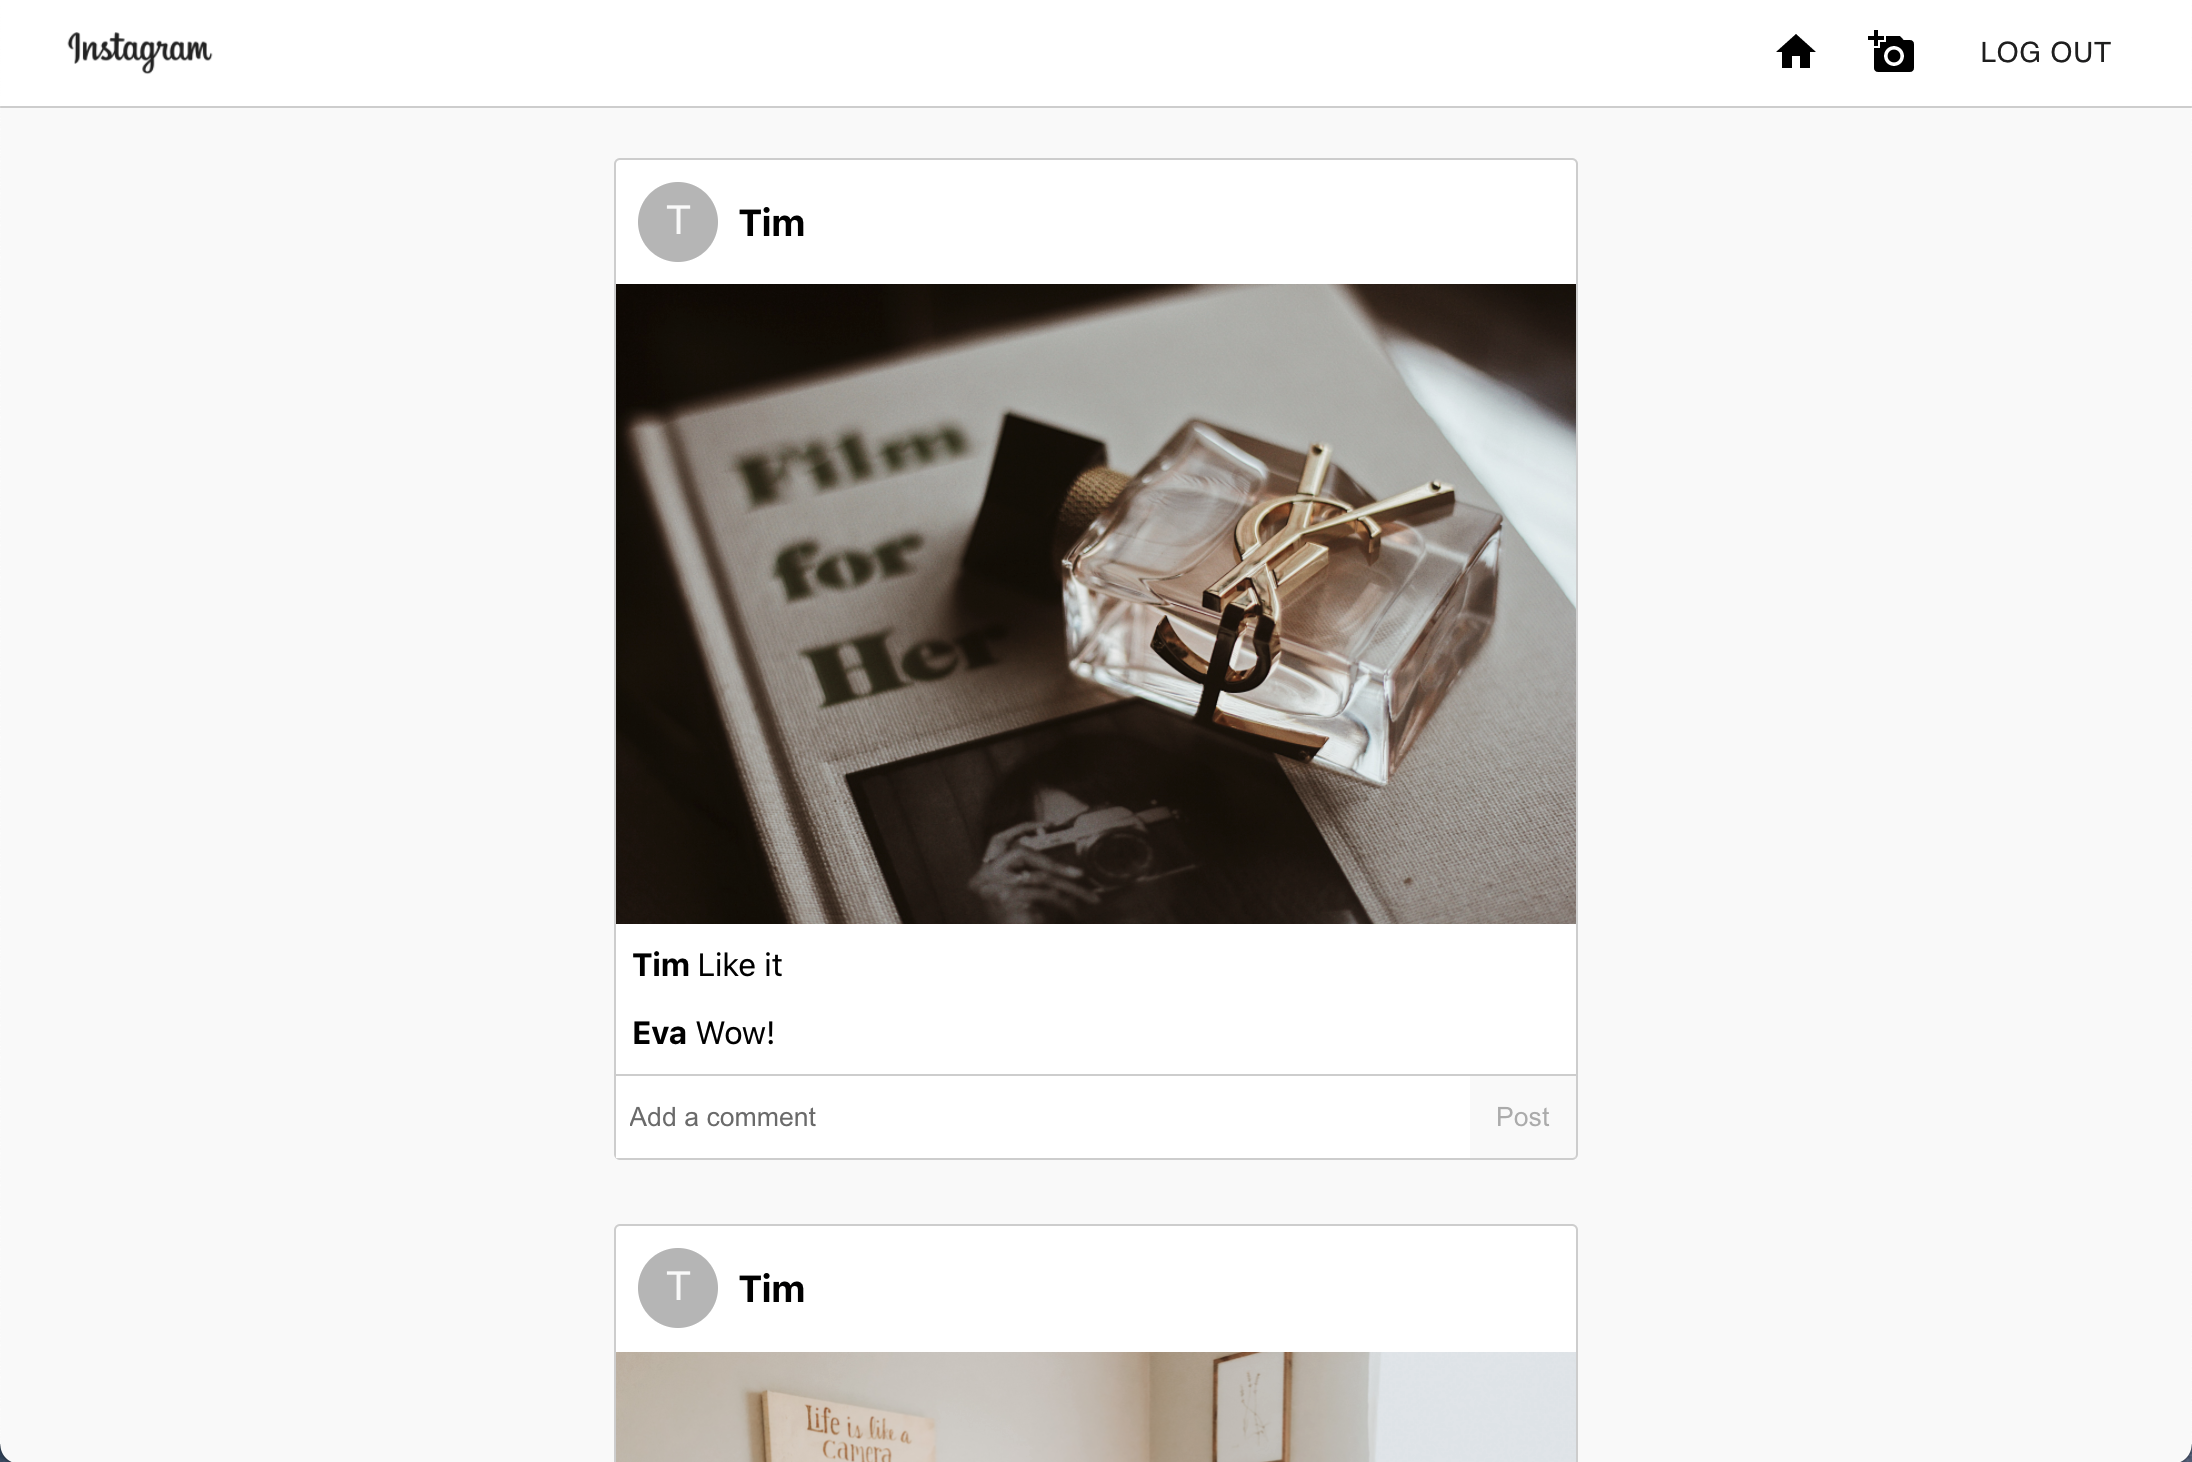 Instagram
LOG OUT
T
Tim
Film
for
Her
Tim Like it
Eva Wow!
Add a comment
Post
T
Tim
Life is like a
Camera